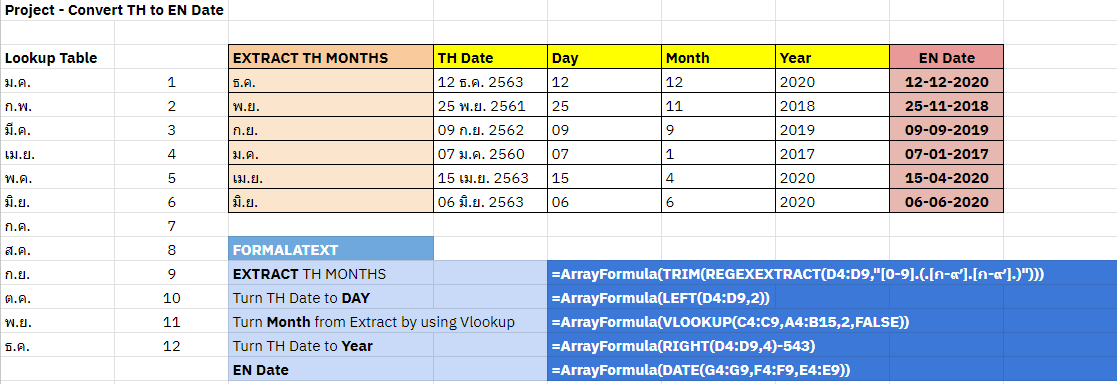 Project - Convert TH to EN Date
Lookup Table EXTRACT TH MONTHS TH Date Day Month Year EN Date
ม.ค. 1 ธ.ค. 12 ธ.ค. 2563 12 12 2020 12-12-2020
ก.พ. 2 พ.ย. 25 พ.ย. 2561 25 11 2018 25-11-2018
มี.ค. 3 ก.ย. 09 ก.ย. 2562 09 9 2019 09-09-2019
เม.ย. 4 ม.ค. 07 ม.ค. 2560 07 1 2017 07-01-2017
พ.ค. 5 เม.ย. 15 เม.ย. 2563 15 4 2020 15-04-2020
มิ.ย. 6 มิ.ย. 06 มิ.ย. 2563 06 6 2020 06-06-2020
ก.ค. 7
ส.ค. 8 FORMALATEXT
ก.ย. 9 EXTRACT TH MONTHS =ArrayFormula(TRIM(REGEXEXTRACT(D4:D9,"[0-9].(.[ก-๙].[ก-๙].)")))
ต.ค. 10 Turn TH Date to DAY =ArrayFormula(LEFT(D4:D9,2))
พ.ย. 11 Turn Month from Extract by using Vlookup =ArrayFormula(VLOOKUP(C4:C9,A4:B15,2,FALSE))
ธ.ค. 12 Turn TH Date to Year =ArrayFormula(RIGHT(D4:D9,4)-543)
EN Date =ArrayFormula(DATE(G4:G9,F4:F9,E4:E9))